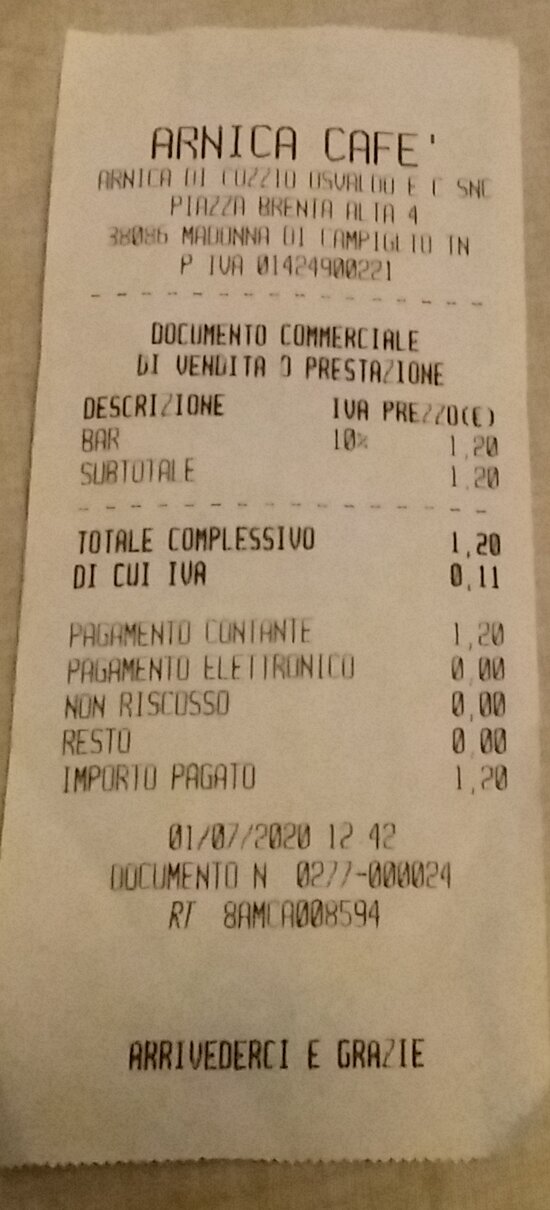 ARNICA CAFE'
ARNICA DI COZZIO OSVALDO E C SNC
PIAZZA BRENTA ALTA 4
38086 MADONNA DI CAMPIGLIO TN
P IVA 01424900221
DOCUMENTO COMMERCIALE
DI VENDITA O PRESTAZIONE
DESCRIZIONE IVA PREZZO(€)
BAR 10% 1,20
SUBTOTALE 1,20
TOTALE COMPLESSIVO 1,20
DI CUI IVA 0,11
PAGAMENTO CONTANTE 1,20
PAGAMENTO ELETTRONICO 0,00
NON RISCOSSO 0,00
RESTO 0,00
IMPORTO PAGATO 1,20
01/07/2020 12 42
DOCUMENTO N 0277-000024
RT 8AMCA008594
ARRIVEDERCI E GRAZIE